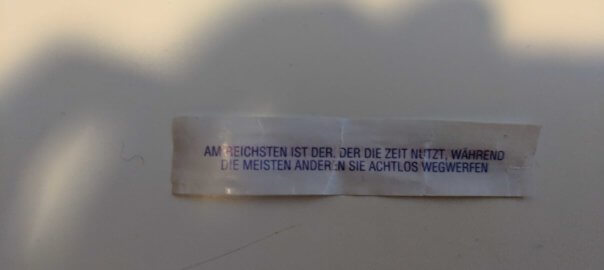 AM REICHSTEN IST DER, DER DIE ZEIT NUTZT, WÄHREND
DIE MEISTEN ANDEREN SIE ACHTLOS WEGWERFEN